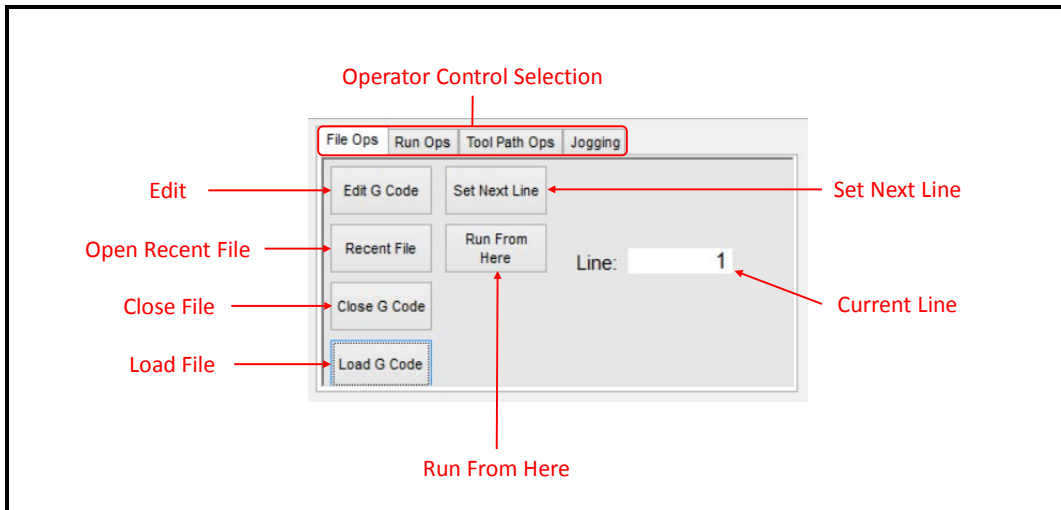 Operator Control Selection
File Ops Run Ops Tool Path Ops Jogging
Edit Edit G Code Set Next Line Set Next Line
Open Recent File Recent File Run From
Here Line: 1
Close File Close G Code Current Line
Load File Load G Code
Run From Here